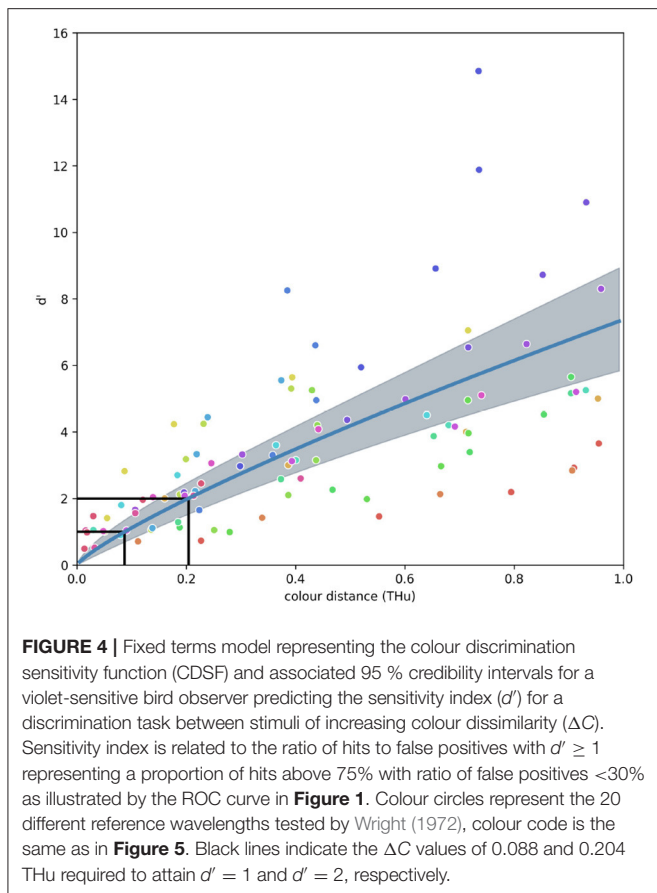 16
14
12
10
8
6
4
2
0
d'
0.0 0.2 0.4 0.6 0.8 1.0
colour distance (THu)
FIGURE 4 | Fixed terms model representing the colour discrimination
sensitivity function (CDSF) and associated 95 % credibility intervals for a
violet-sensitive bird observer predicting the sensitivity index (d′) for a
discrimination task between stimuli of increasing colour dissimilarity (ΔC).
Sensitivity index is related to the ratio of hits to false positives with d′ ≥ 1
representing a proportion of hits above 75% with ratio of false positives <30%
as illustrated by the ROC curve in Figure 1. Colour circles represent the 20
different reference wavelengths tested by Wright (1972), colour code is the
same as in Figure 5. Black lines indicate the ΔC values of 0.088 and 0.204
THu required to attain d′ = 1 and d′ = 2, respectively.